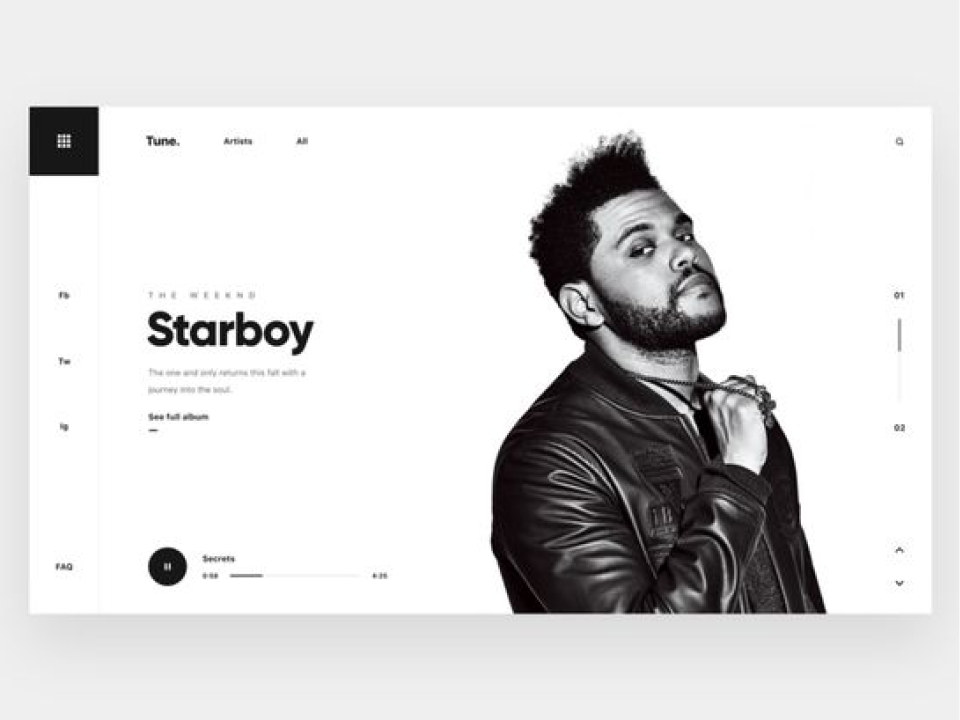 Tune. Artists All
Fb
Tw
Ig
FAQ
THE WEEKND
Starboy
The one and only returns this fall with a
journey into the soul.
See full album
Secrets
0:58 4:25
01
02